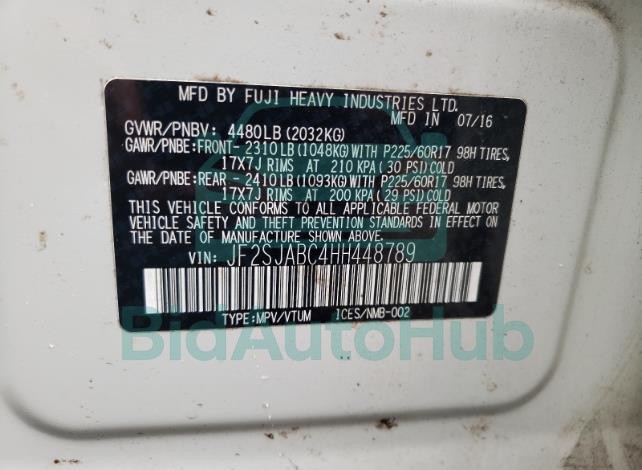 MFD BY FUJI HEAVY INDUSTRIES LTD.
MFD IN 07/16
GVWR/PNBV: 4480LB(2032KG)
GAWR/PNBE:FRONT- 2310LB(1048KG)WITH P225/60R17 98H TIRES,
17X7J RIMS AT 210 KPA( 30 PSI)COLD
GAWR/PNBE:REAR - 2410LB(1093KG)WITH P225/60R17 98H TIRES,
17X7J RIMS AT 200 KPA(29 PSI)COLD
THIS VEHICLE CONFORMS TO ALL APPLICABLE FEDERAL MOTOR
VEHICLE SAFETY AND THEFT PREVENTION STANDARDS IN EFFECT ON
THE DATE OF MANUFACTURE SHOWN ABOVE.
VIN: JF2SJABC4HH448789
TYPE:MPV/VTUM ICES/NMB-002
BidAutoHub